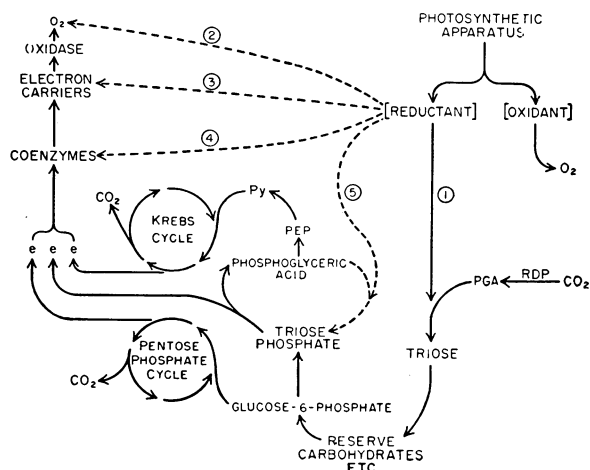 PHOTOSYNTHETIC
APPARATUS
O₂
②
OXIDASE
ELECTRON
CARRIERS
③
[REDUCTANT]
[OXIDANT]
④
COENZYMES
O₂
⑤
①
CO₂
Py
KREBS
CYCLE
PEP
e e e
PHOSPHOGLYCERIC
ACID
PGA
RDP
CO₂
TRIOSE
PHOSPHATE
TRIOSE
PENTOSE
PHOSPHATE
CYCLE
CO₂
GLUCOSE-6-PHOSPHATE
RESERVE
CARBOHYDRATES
ETC